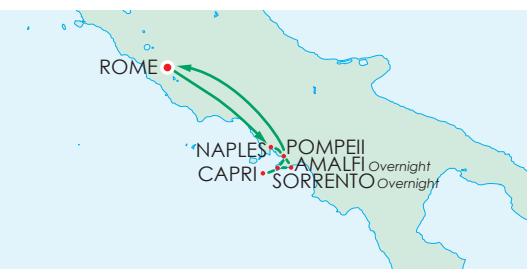 ROME
NAPLES
POMPEII
AMALFI Overnight
CAPRI
SORRENTO Overnight